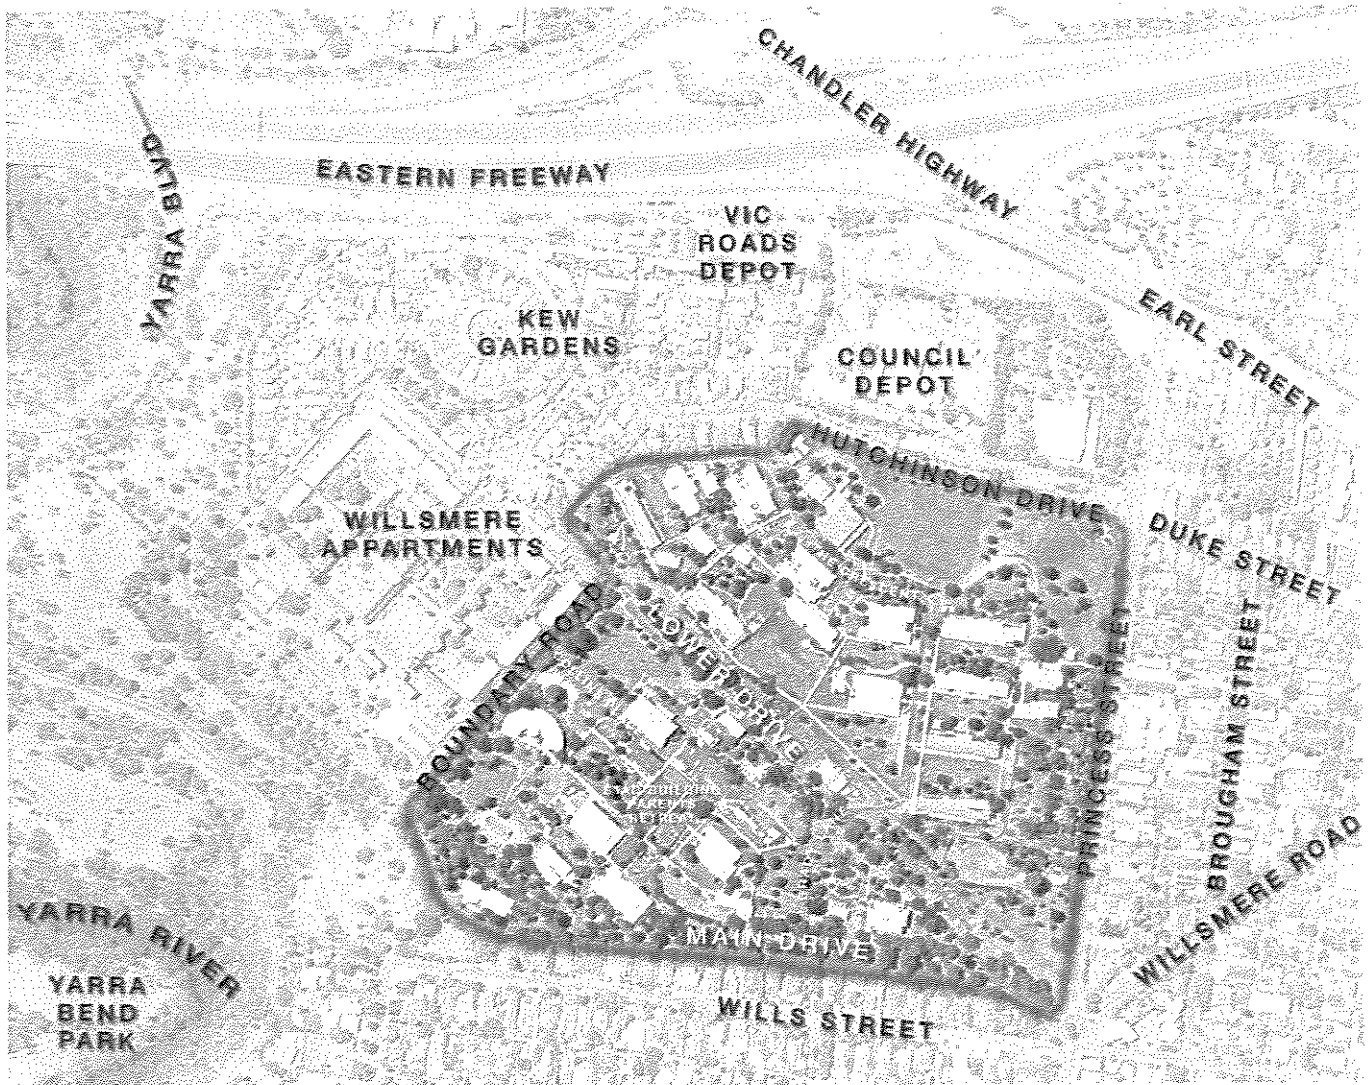 CHANDLER HIGHWAY
YARRA BLVD
EASTERN FREEWAY
VIC
ROADS
DEPOT
EARL STREET
KEW
GARDENS
COUNCIL
DEPOT
HUTCHINSON DRIVE
WILLSMERE
APPARTMENTS
DUKE STREET
BOUNDARY ROAD
LOWER DRIVE
PRINCESS STREET
BROUGHAM STREET
PARENTS
RETREAT
WILLSMERE ROAD
YARRA RIVER
MAIN DRIVE
YARRA
BEND
PARK
WILLS STREET